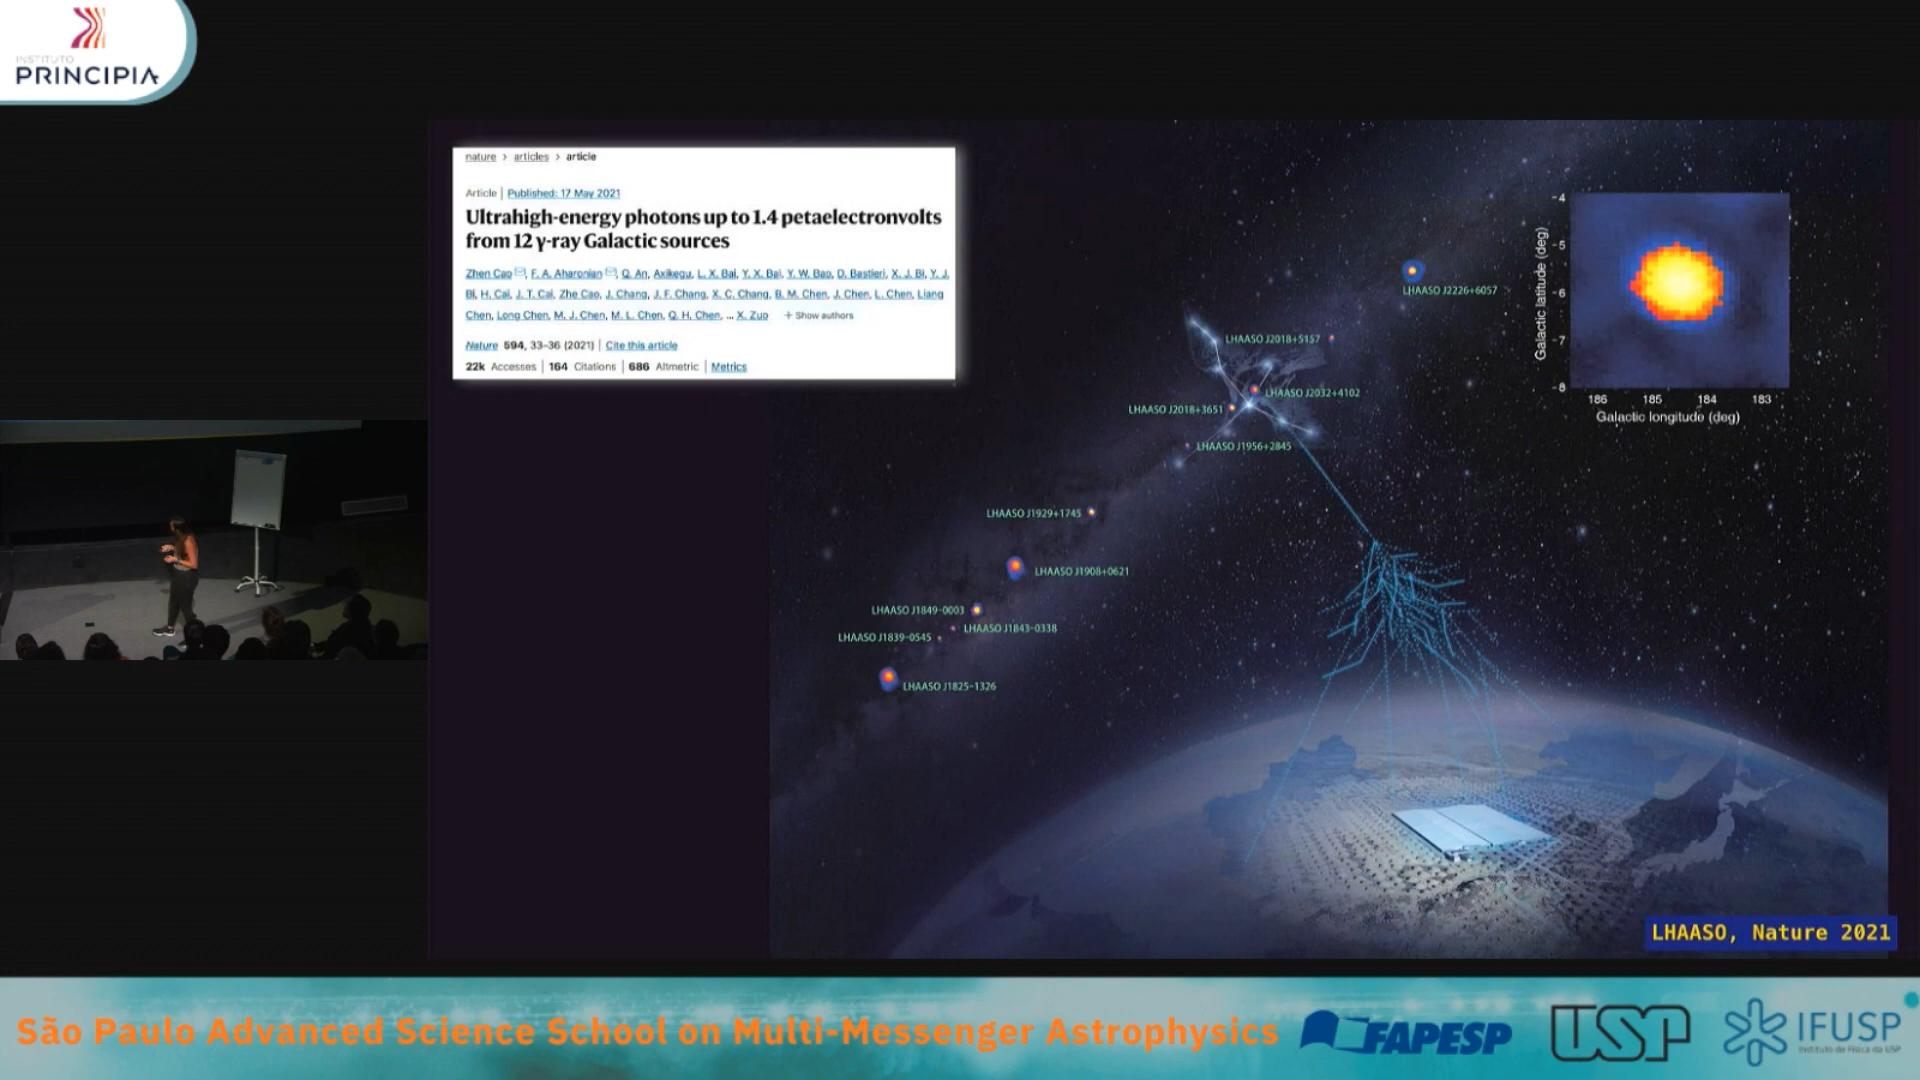 INSTITUTO
PRINCIPIA
nature > articles > article
Article | Published: 17 May 2021
Ultrahigh-energy photons up to 1.4 petaelectronvolts
from 12 γ-ray Galactic sources
Zhen Cao, F. A. Aharonian, Q. An, Axikegu, L. X. Bai, Y. X. Bai, Y. W. Bao, D. Bastieri, X. J. Bi, Y. J.
Bi, H. Cai, J. T. Cai, Zhe Cao, J. Chang, J. F. Chang, X. C. Chang, B. M. Chen, J. Chen, L. Chen, Liang
Chen, Long Chen, M. J. Chen, M. L. Chen, Q. H. Chen, ... X. Zuo + Show authors
Nature 594, 33–36 (2021) | Cite this article
22k Accesses | 164 Citations | 686 Altmetric | Metrics
LHAASO J2226+6057
LHAASO J2018+5157
LHAASO J2032+4102
LHAASO J2018+3651
LHAASO J1956+2845
LHAASO J1929+1745
LHAASO J1908+0621
LHAASO J1849-0003
LHAASO J1843-0338
LHAASO J1839-0545
LHAASO J1825-1326
Galactic latitude (deg)
-4
-5
-6
-7
-8
186 185 184 183
Galactic longitude (deg)
LHAASO, Nature 2021
São Paulo Advanced Science School on Multi-Messenger Astrophysics
FAPESP
USP
IFUSP
Instituto de Física da USP